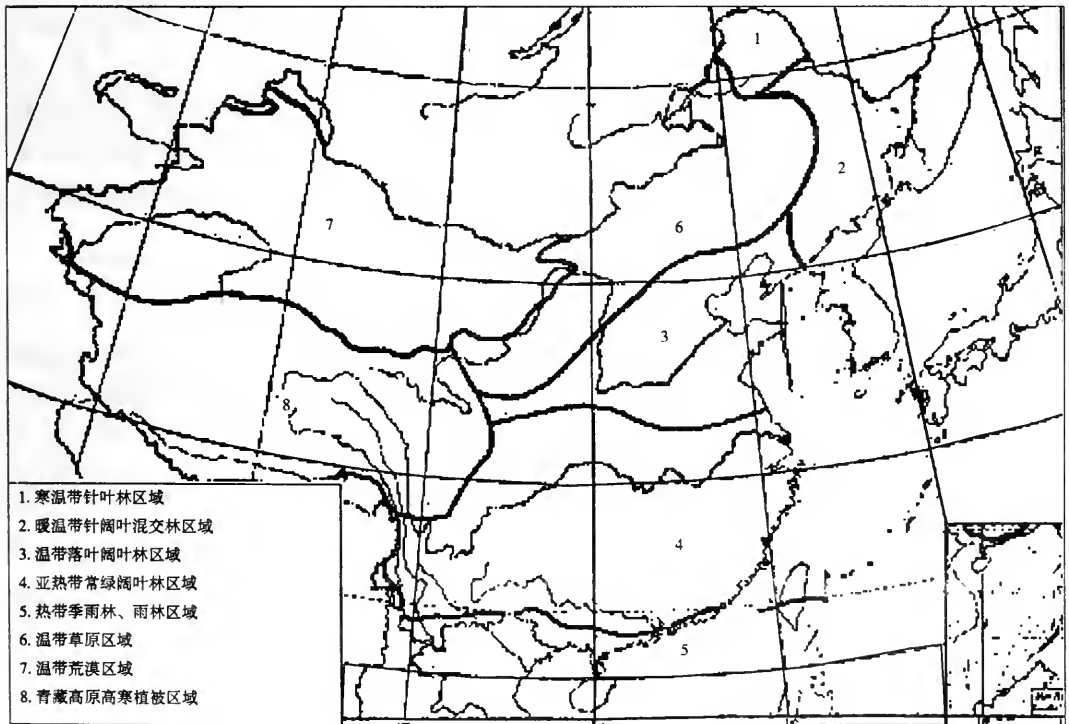 1
2
7
6
3
8
4
5
1. 寒温带针叶林区域
2. 暖温带针阔叶混交林区域
3. 温带落叶阔叶林区域
4. 亚热带常绿阔叶林区域
5. 热带季雨林、雨林区域
6. 温带草原区域
7. 温带荒漠区域
8. 青藏高原高寒植被区域